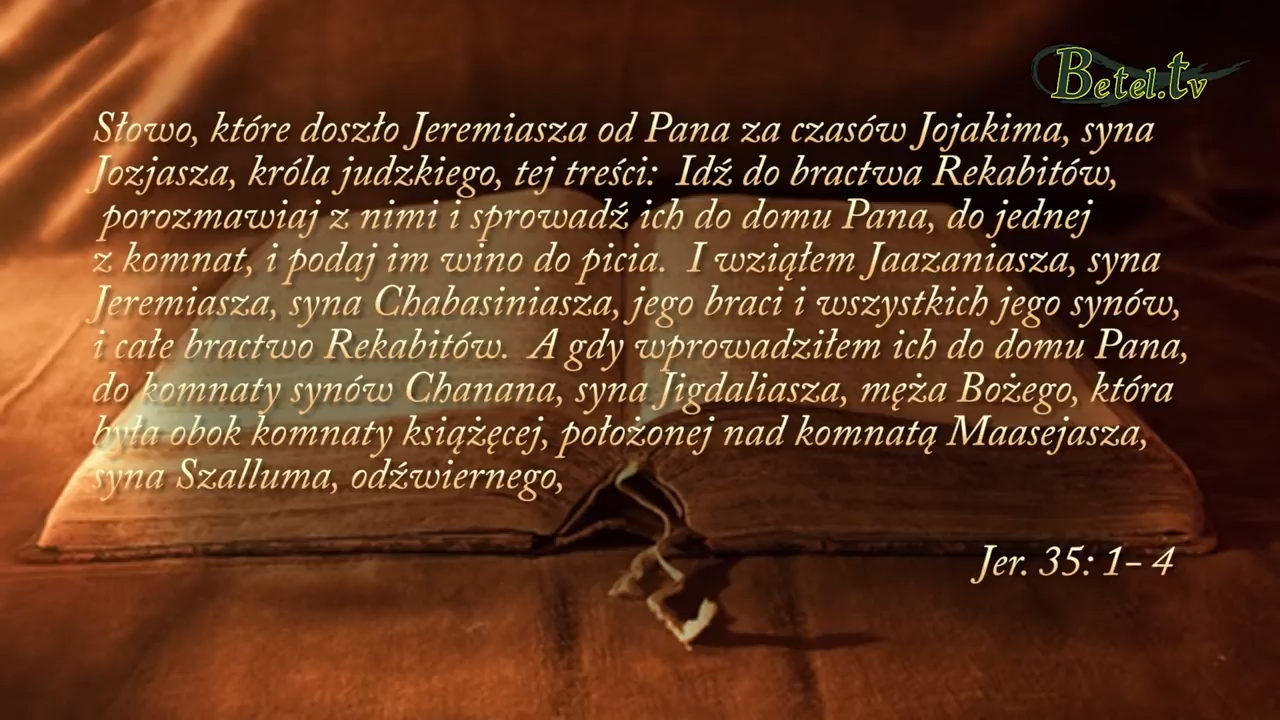 Betel.tv
Słowo, które doszło Jeremiasza od Pana za czasów Jojakima, syna
Jozjasza, króla judzkiego, tej treści: Idź do bractwa Rekabitów,
porozmawiaj z nimi i sprowadź ich do domu Pana, do jednej
z komnat, i podaj im wino do picia. I wziąłem Jaazaniasza, syna
Jeremiasza, syna Chabasiniasza, jego braci i wszystkich jego synów,
i całe bractwo Rekabitów. A gdy wprowadziłem ich do domu Pana,
do komnaty synów Chanana, syna Jigdaliasza, męża Bożego, która
była obok komnaty książęcej, położonej nad komnatą Maasejasza,
syna Szalluma, odźwiernego,
Jer. 35: 1– 4